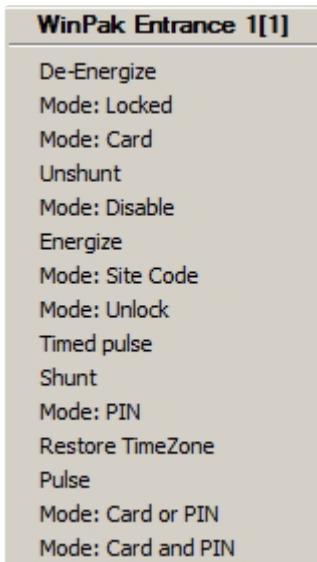 WinPak Entrance 1[1]
De-Energize
Mode: Locked
Mode: Card
Unshunt
Mode: Disable
Energize
Mode: Site Code
Mode: Unlock
Timed pulse
Shunt
Mode: PIN
Restore TimeZone
Pulse
Mode: Card or PIN
Mode: Card and PIN